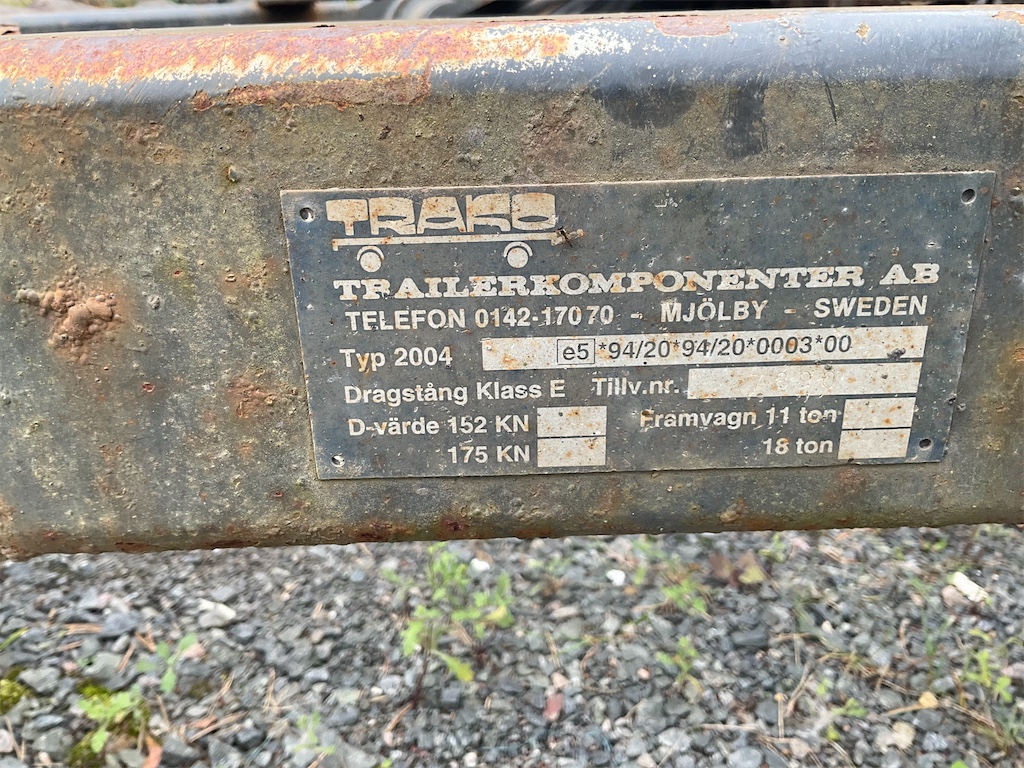 TRAKO
TRAILERKOMPONENTER AB
TELEFON 0142-17070 - MJÖLBY - SWEDEN
Typ 2004 e5*94/20*94/20*0003*00
Dragstång Klass E Tillv.nr.
D-värde 152 KN Framvagn 11 ton
175 KN 18 ton